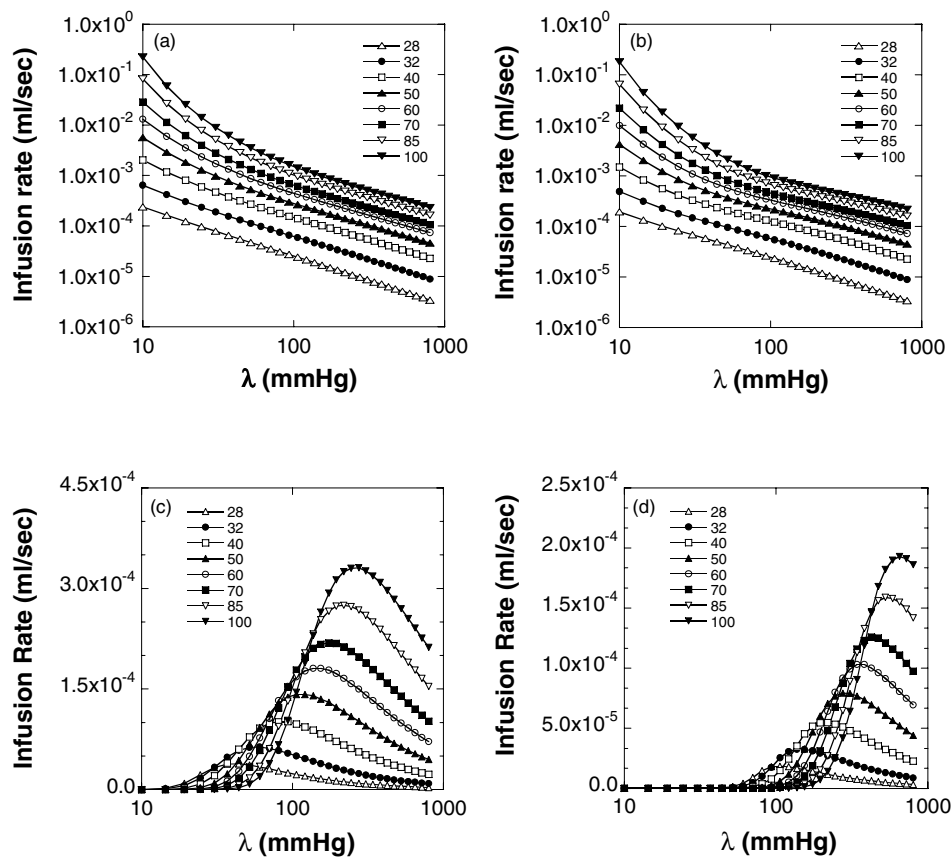 (a)
Infusion rate (ml/sec)
1.0x10^0
1.0x10^-1
1.0x10^-2
1.0x10^-3
1.0x10^-4
1.0x10^-5
1.0x10^-6
28
32
40
50
60
70
85
100
10 100 1000
λ (mmHg)
(b)
Infusion rate (ml/sec)
1.0x10^0
1.0x10^-1
1.0x10^-2
1.0x10^-3
1.0x10^-4
1.0x10^-5
1.0x10^-6
28
32
40
50
60
70
85
100
10 100 1000
λ (mmHg)
(c)
Infusion Rate (ml/sec)
4.5x10^-4
3.0x10^-4
1.5x10^-4
0.0
28
32
40
50
60
70
85
100
10 100 1000
λ (mmHg)
(d)
Infusion Rate (ml/sec)
2.5x10^-4
2.0x10^-4
1.5x10^-4
1.0x10^-4
5.0x10^-5
0.0
28
32
40
50
60
70
85
100
10 100 1000
λ (mmHg)